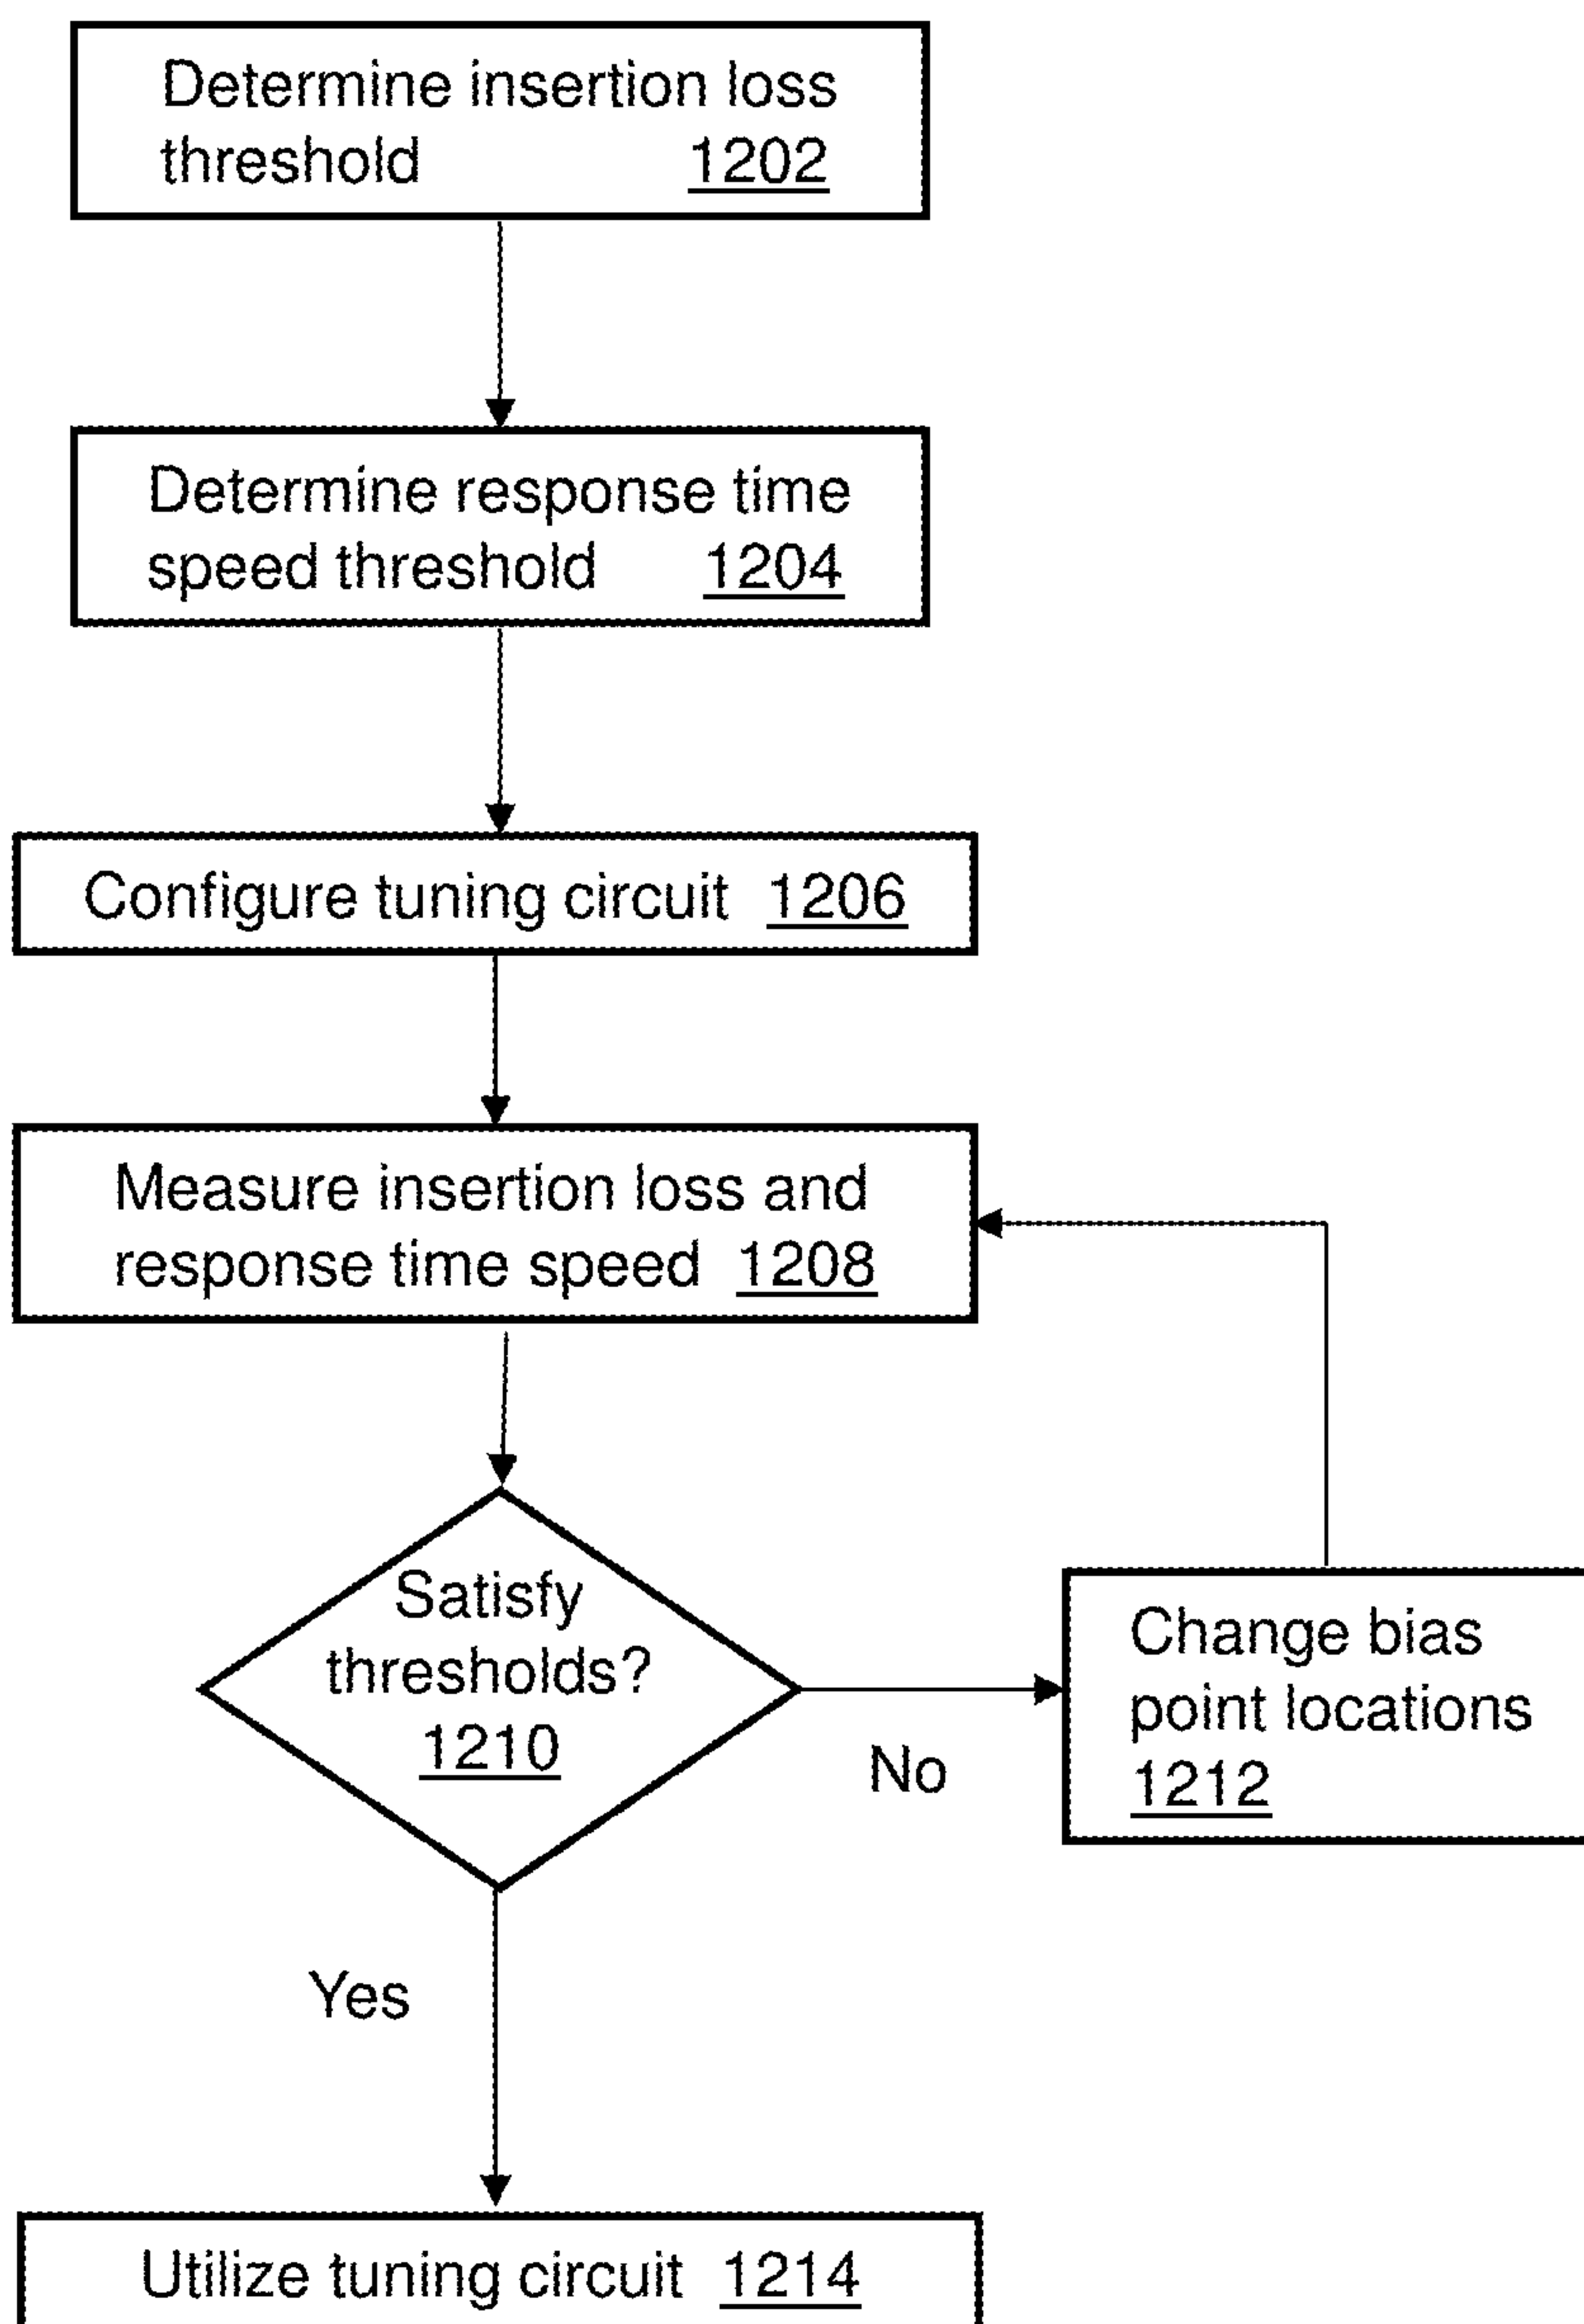 Determine insertion loss
threshold 1202
Determine response time
speed threshold 1204
Configure tuning circuit 1206
Measure insertion loss and
response time speed 1208
Satisfy
thresholds?
1210
No
Change bias
point locations
1212
Yes
Utilize tuning circuit 1214